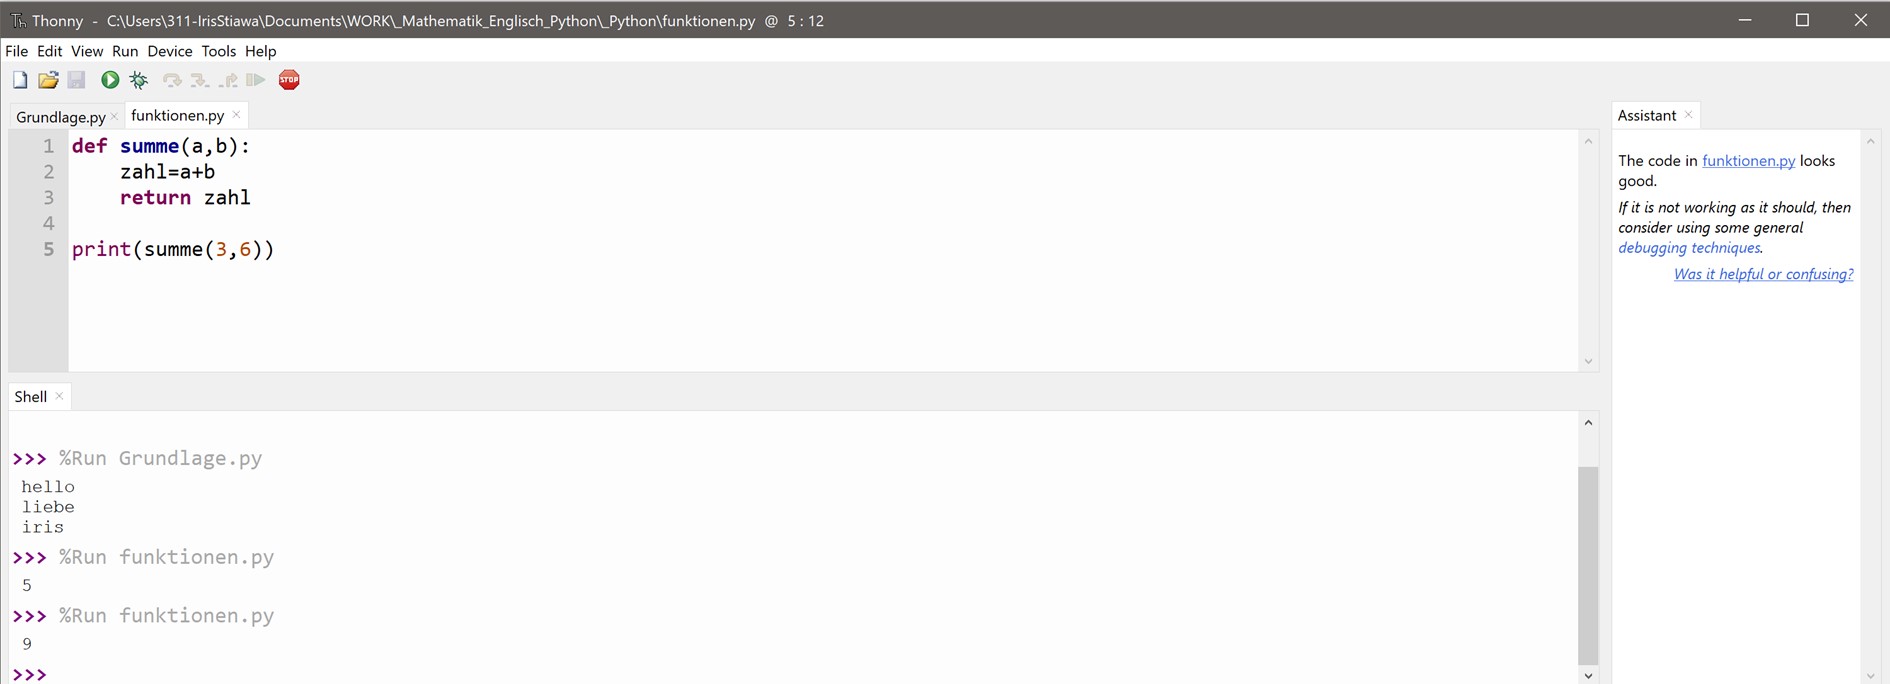 Thonny - C:\Users\311-IrisStiawa\Documents\WORK\_Mathematik_Englisch_Python\_Python\funktionen.py @ 5 : 12
File Edit View Run Device Tools Help
STOP
Grundlage.py × funktionen.py ×
1 def summe(a,b):
2     zahl=a+b
3     return zahl
4
5 print(summe(3,6))
Shell ×
>>> %Run Grundlage.py
hello
liebe
iris
>>> %Run funktionen.py
5
>>> %Run funktionen.py
9
>>>
Assistant ×
The code in funktionen.py looks
good.
If it is not working as it should, then
consider using some general
debugging techniques.
Was it helpful or confusing?